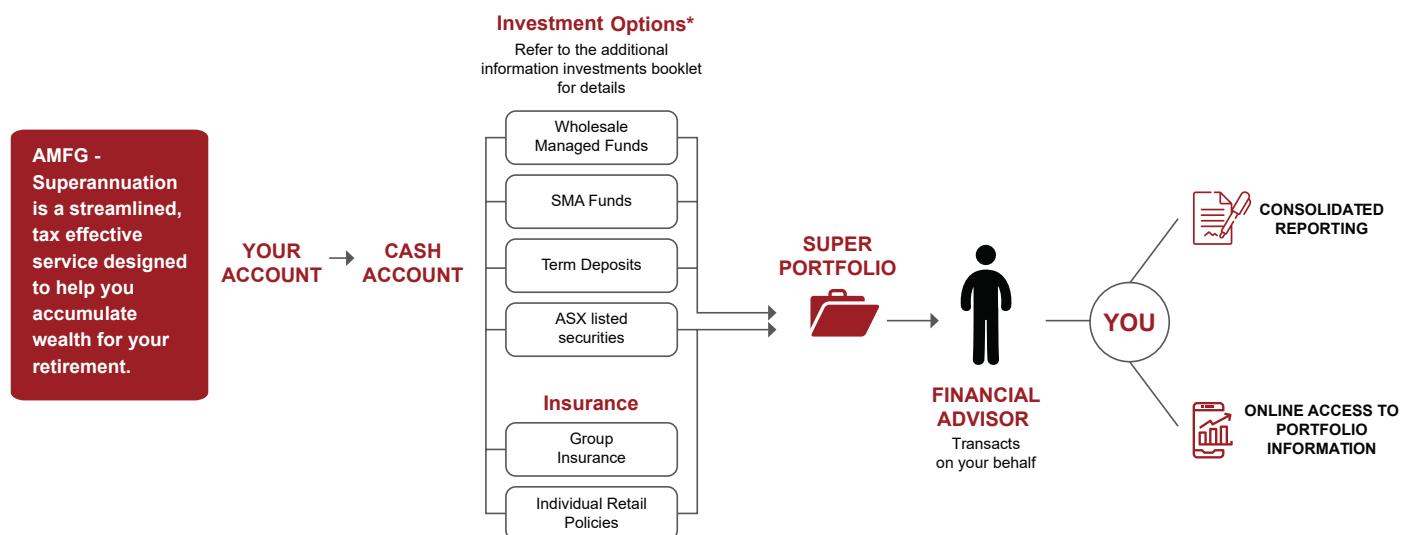 AMFG -
Superannuation
is a streamlined,
tax effective
service designed
to help you
accumulate
wealth for your
retirement.
YOUR
ACCOUNT
CASH
ACCOUNT
Investment Options*
Refer to the additional
information investments booklet
for details
Wholesale
Managed Funds
SMA Funds
Term Deposits
ASX listed
securities
Insurance
Group
Insurance
Individual Retail
Policies
SUPER
PORTFOLIO
FINANCIAL
ADVISOR
Transacts
on your behalf
YOU
CONSOLIDATED
REPORTING
ONLINE ACCESS TO
PORTFOLIO
INFORMATION